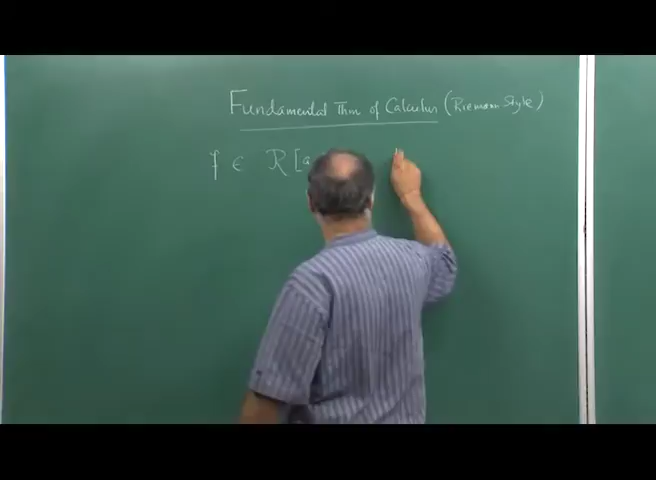 Fundamental Thm of Calculus (Riemann Style)
f ∈ R[a